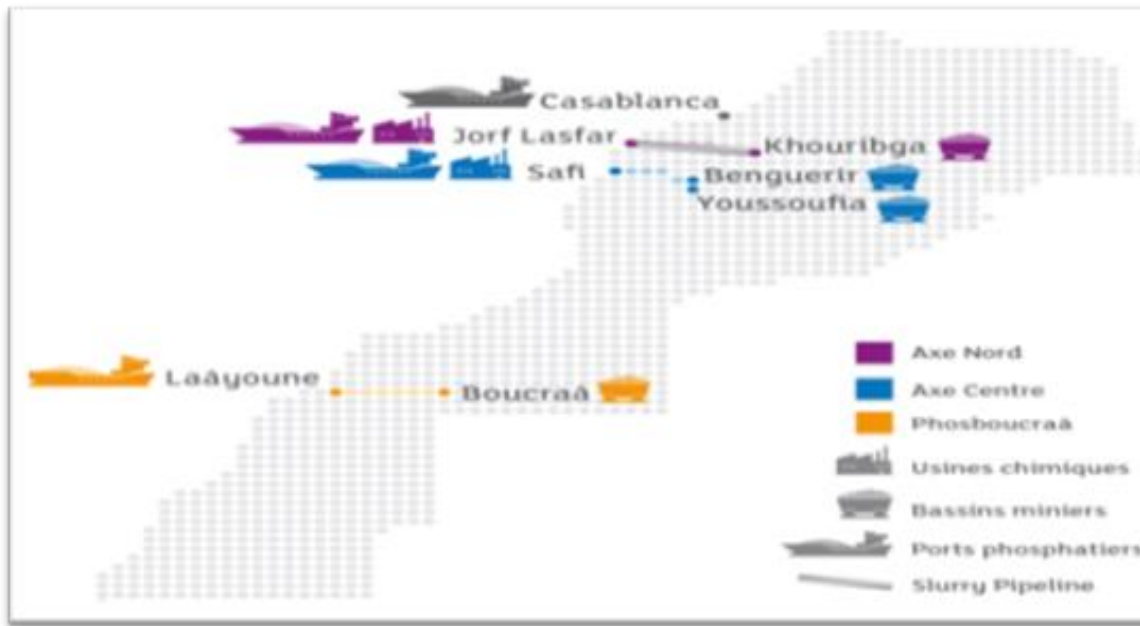 Casablanca
Jorf Lasfar
Khouribga
Safi
Benguerir
Youssoufia
Laâyoune
Boucraâ
Axe Nord
Axe Centre
Phosboucraâ
Usines chimiques
Bassins miniers
Ports phosphatiers
Slurry Pipeline